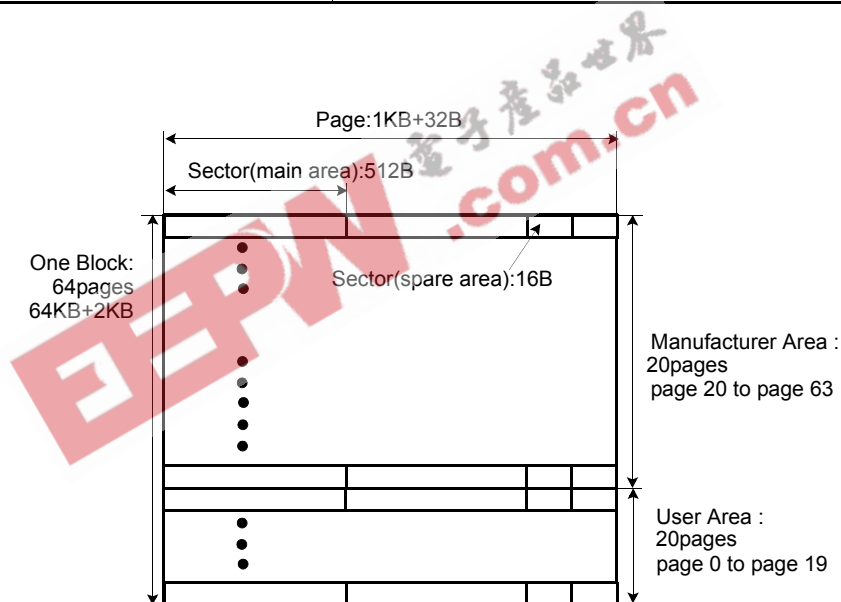 Page:1KB+32B
Sector(main area):512B
One Block:
64pages
64KB+2KB
Sector(spare area):16B
Manufacturer Area :
20pages
page 20 to page 63
User Area :
20pages
page 0 to page 19
EEPW
.com.cn
電子產品世界